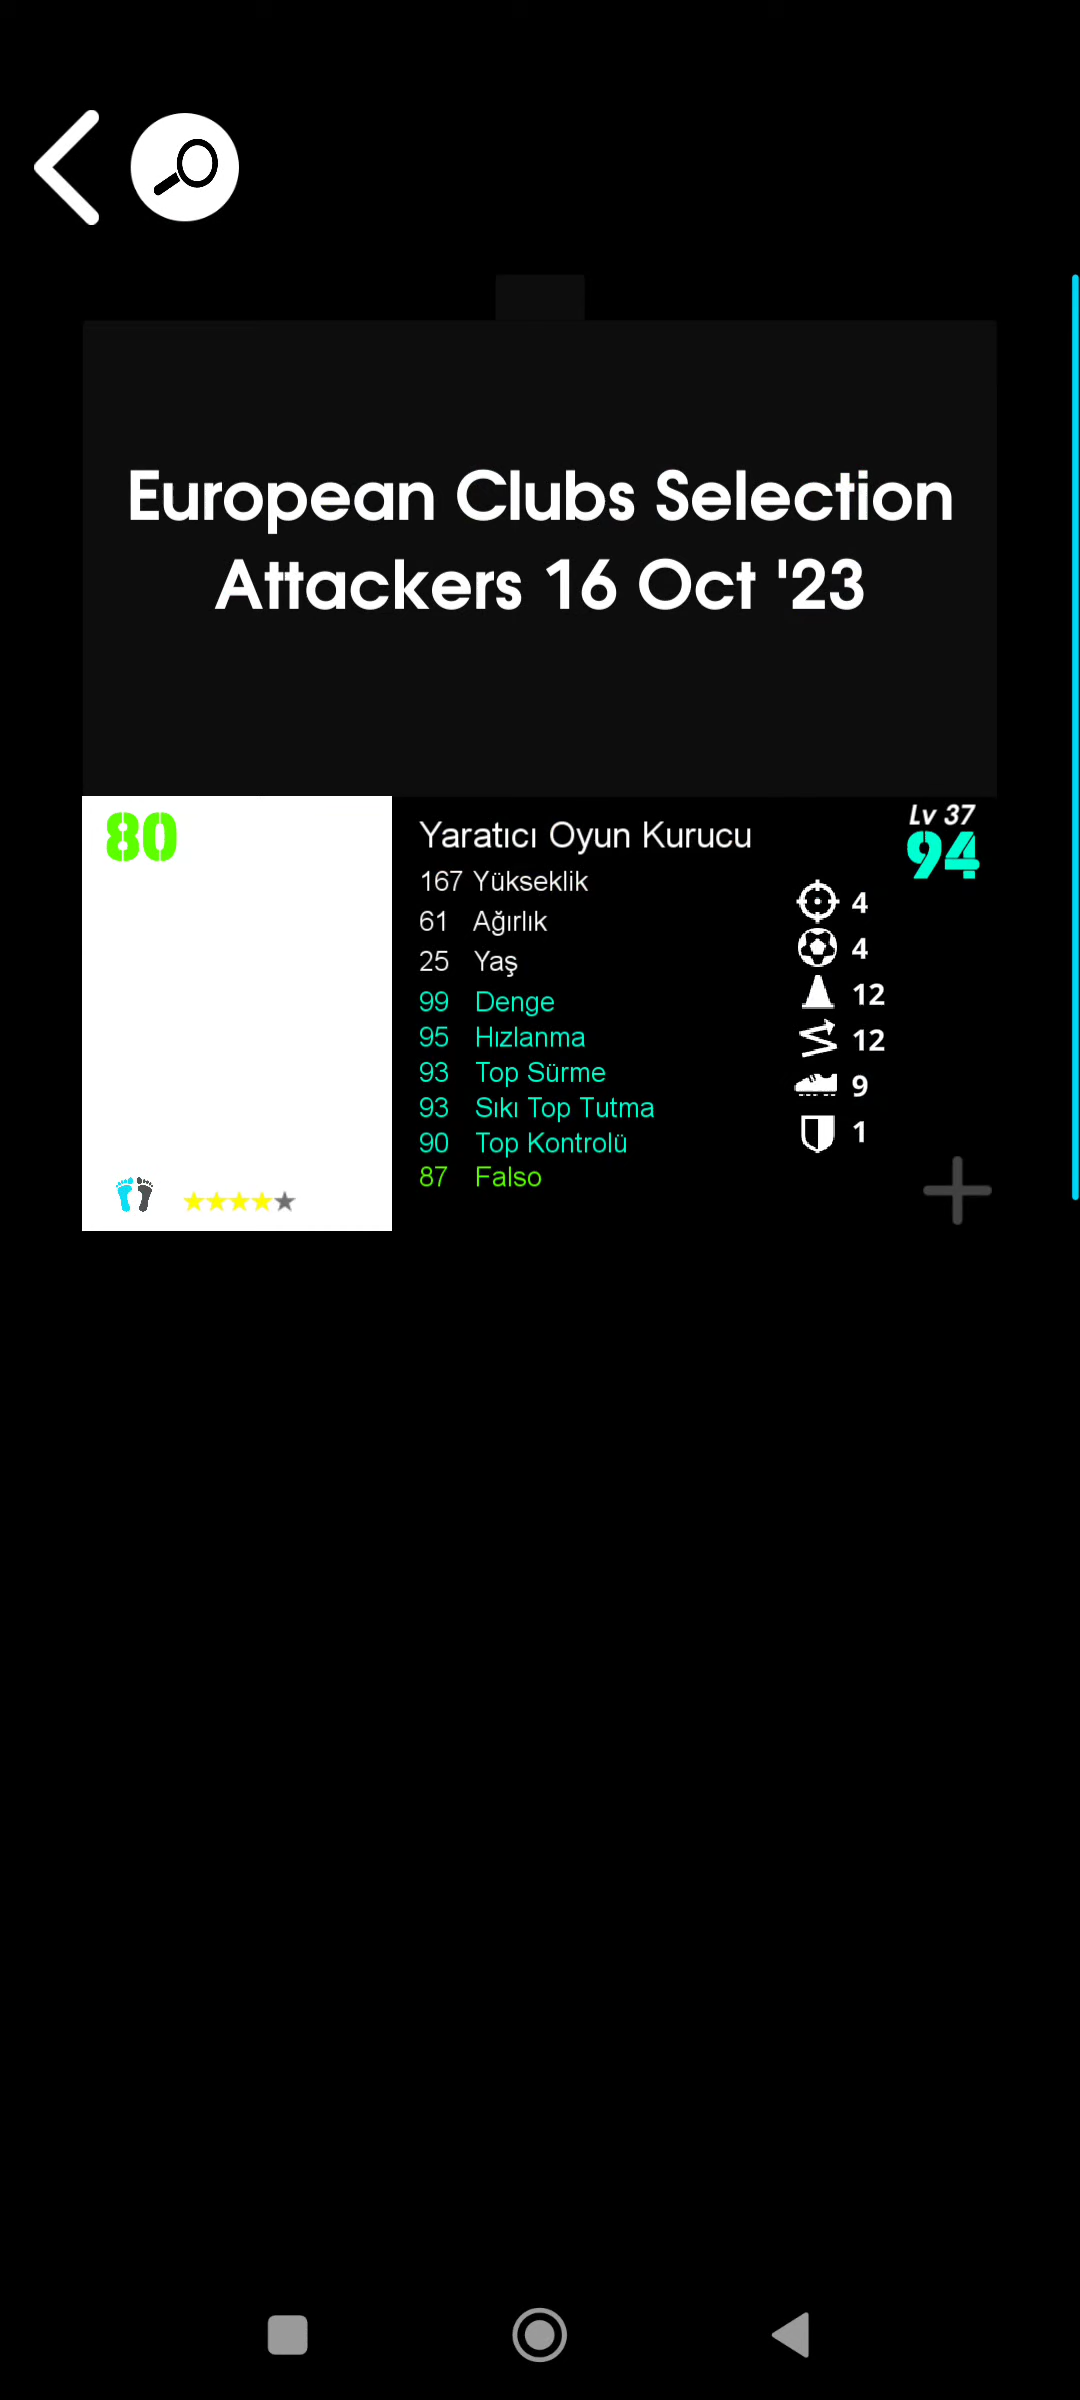 European Clubs Selection
Attackers 16 Oct '23
80
Yaratıcı Oyun Kurucu
167 Yükseklik
61 Ağırlık
25 Yaş
99 Denge
95 Hızlanma
93 Top Sürme
93 Sıkı Top Tutma
90 Top Kontrolü
87 Falso
Lv 37
94
4
4
12
12
9
1